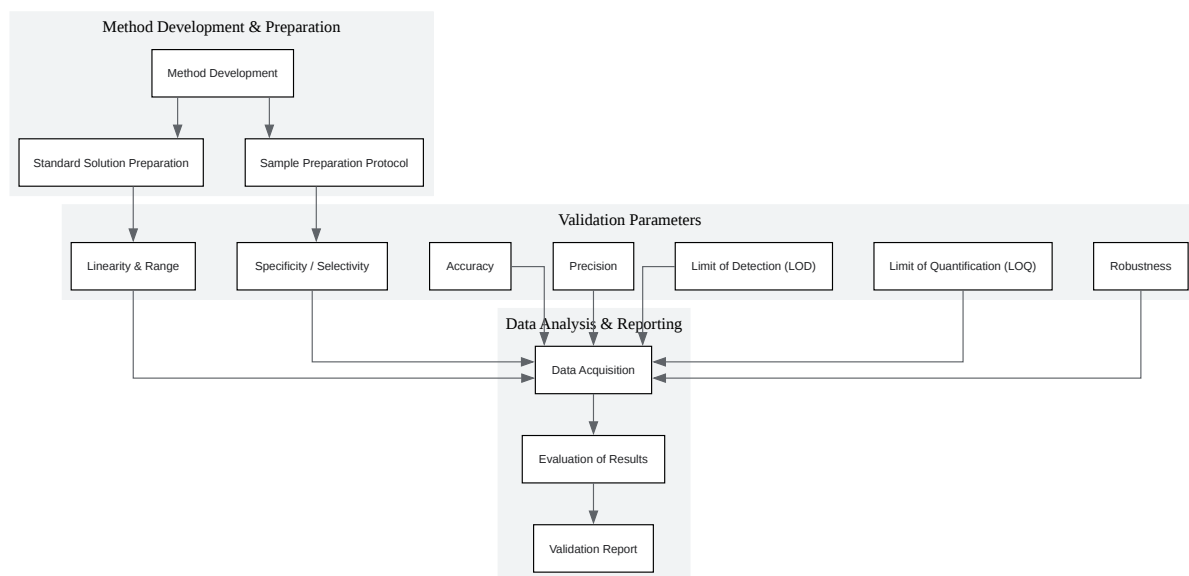 Method Development & Preparation
Method Development
Standard Solution Preparation
Sample Preparation Protocol
Validation Parameters
Linearity & Range
Specificity / Selectivity
Accuracy
Precision
Limit of Detection (LOD)
Limit of Quantification (LOQ)
Robustness
Data Analysis & Reporting
Data Acquisition
Evaluation of Results
Validation Report